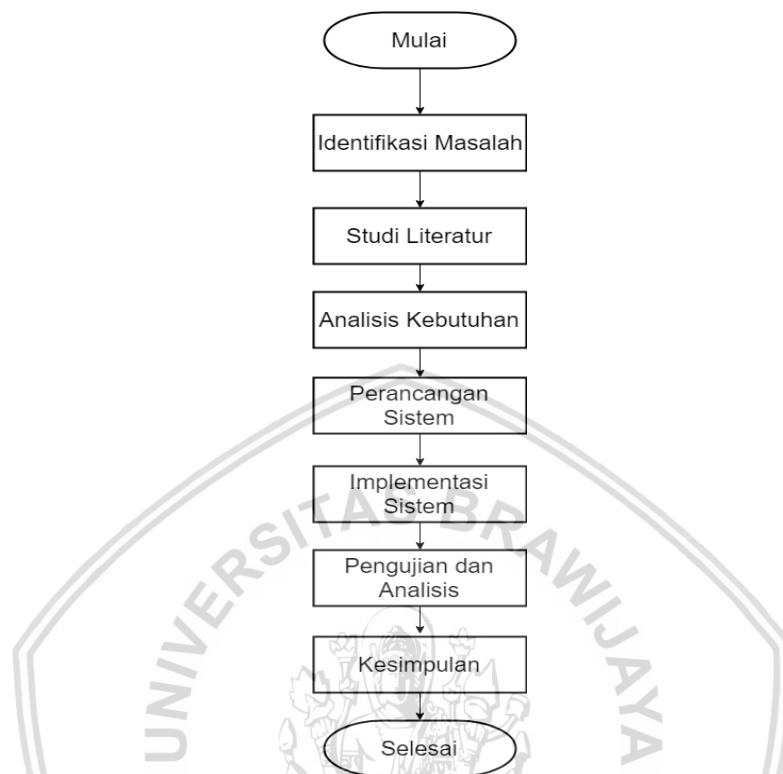 Mulai
Identifikasi Masalah
Studi Literatur
Analisis Kebutuhan
Perancangan
Sistem
Implementasi
Sistem
Pengujian dan
Analisis
Kesimpulan
Selesai
UNIVERSITAS BRAWIJAYA